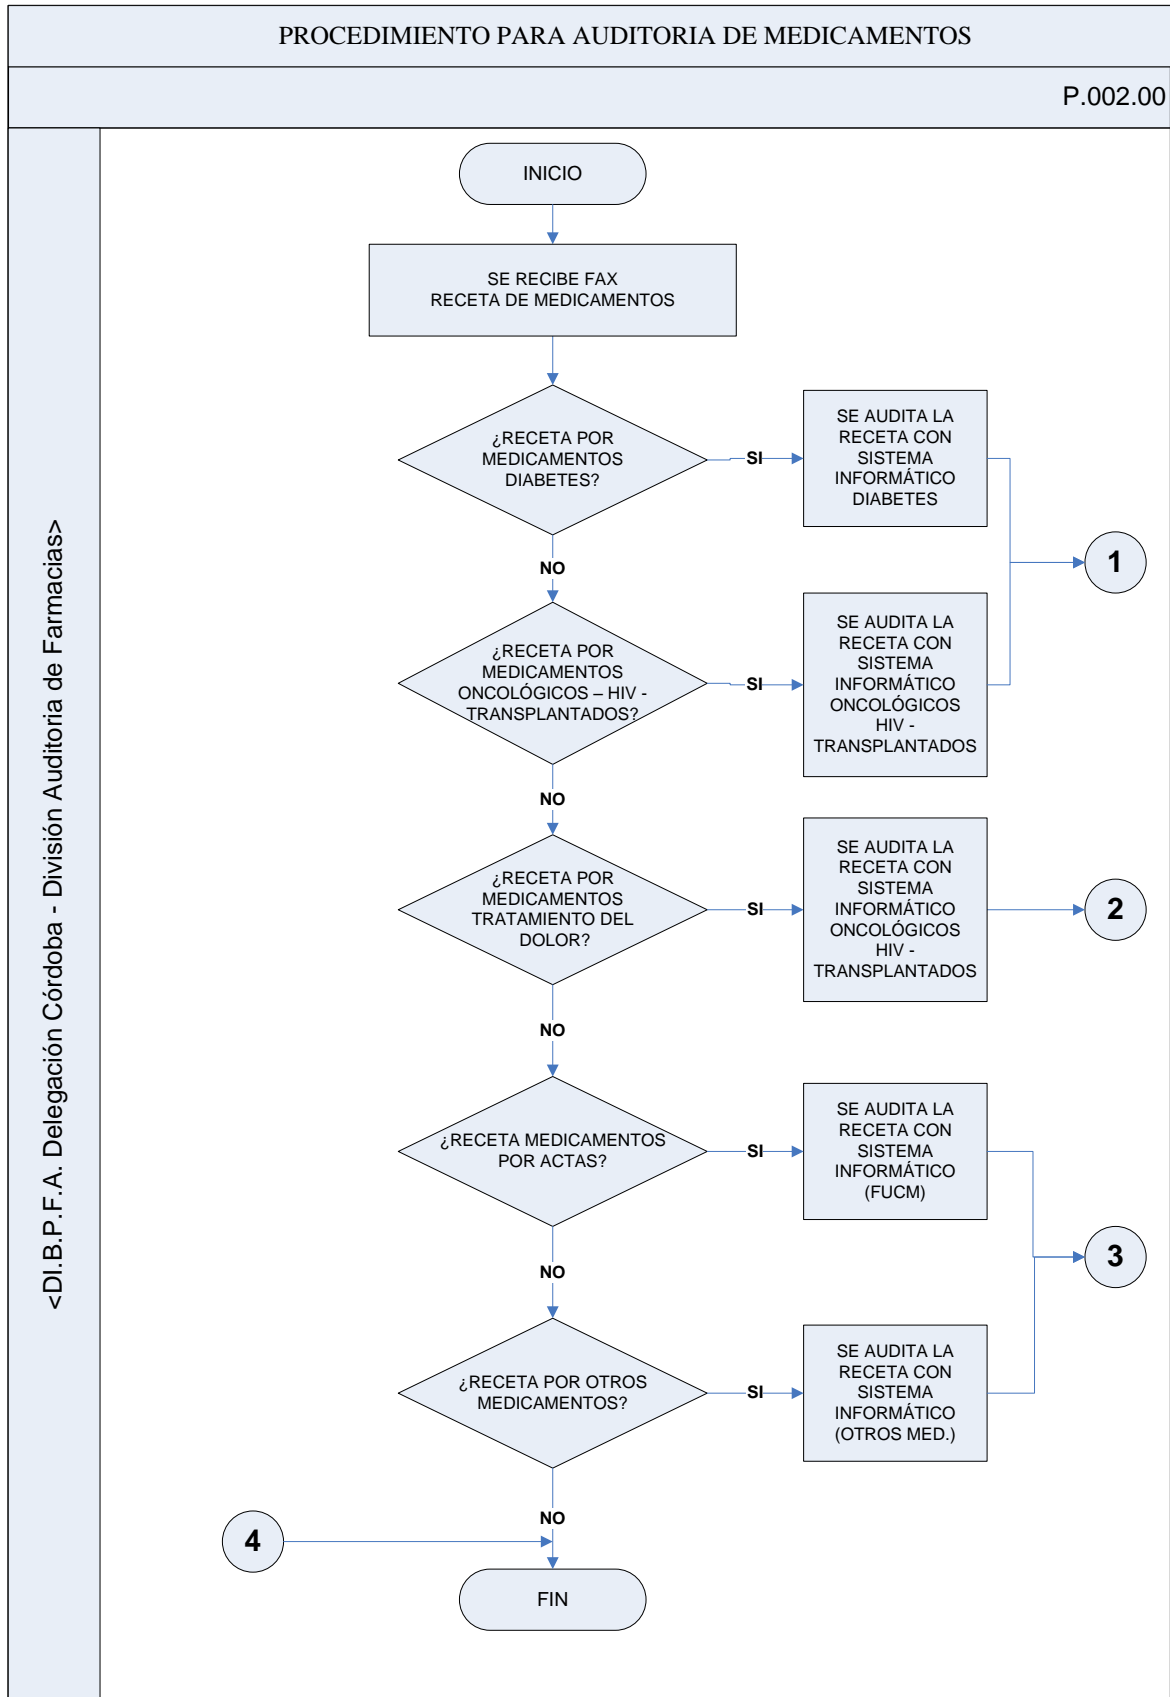 PROCEDIMIENTO PARA AUDITORIA DE MEDICAMENTOS
P.002.00
<DI.B.P.F.A. Delegación Córdoba - División Auditoria de Farmacias>
INICIO
SE RECIBE FAX
RECETA DE MEDICAMENTOS
¿RECETA POR
MEDICAMENTOS
DIABETES?
SI
SE AUDITA LA
RECETA CON
SISTEMA
INFORMÁTICO
DIABETES
1
NO
¿RECETA POR
MEDICAMENTOS
ONCOLÓGICOS – HIV -
TRANSPLANTADOS?
SI
SE AUDITA LA
RECETA CON
SISTEMA
INFORMÁTICO
ONCOLÓGICOS
HIV -
TRANSPLANTADOS
NO
¿RECETA POR
MEDICAMENTOS
TRATAMIENTO DEL
DOLOR?
SI
SE AUDITA LA
RECETA CON
SISTEMA
INFORMÁTICO
ONCOLÓGICOS
HIV -
TRANSPLANTADOS
2
NO
¿RECETA MEDICAMENTOS
POR ACTAS?
SI
SE AUDITA LA
RECETA CON
SISTEMA
INFORMÁTICO
(FUCM)
3
NO
¿RECETA POR OTROS
MEDICAMENTOS?
SI
SE AUDITA LA
RECETA CON
SISTEMA
INFORMÁTICO
(OTROS MED.)
NO
4
FIN